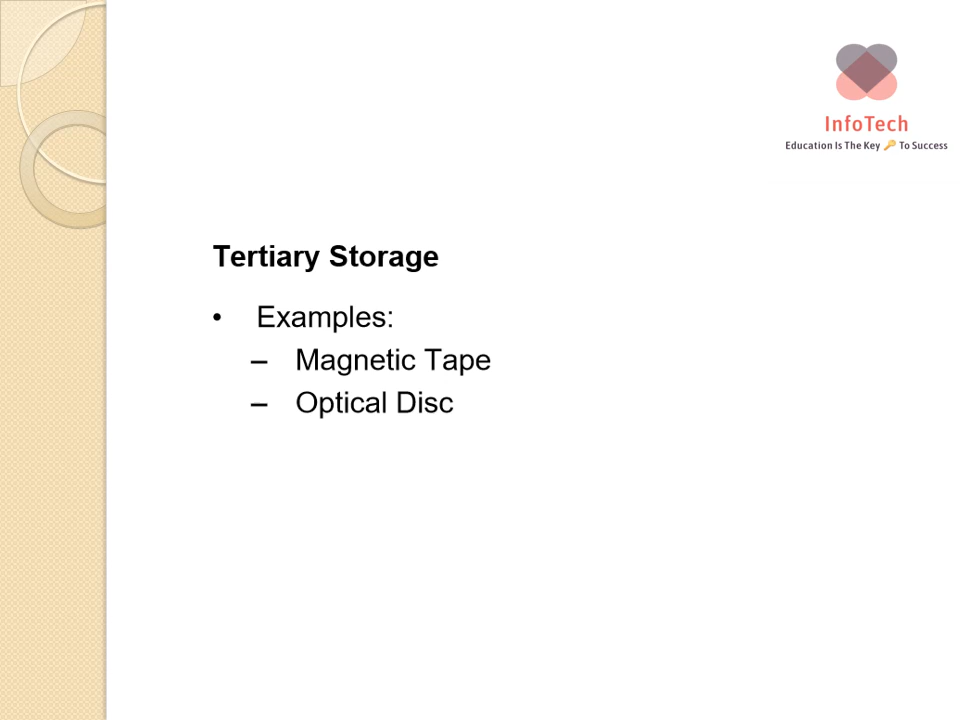 InfoTech
Education Is The Key 🔑 To Success
Tertiary Storage
• Examples:
– Magnetic Tape
– Optical Disc